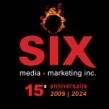 SIX
media - marketing inc.
15e anniversaire
2009 | 2024